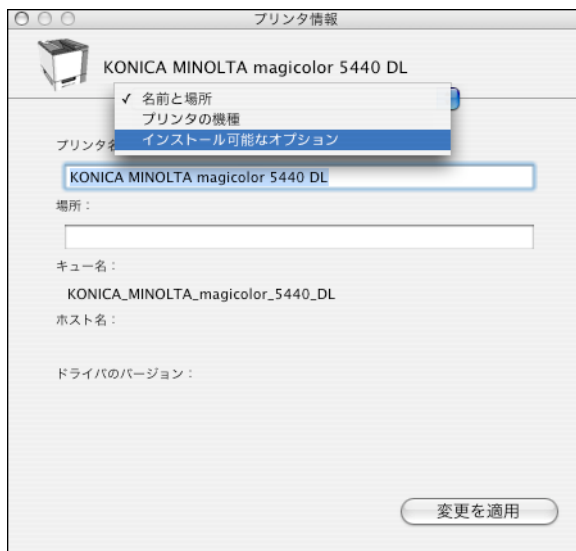 プリンタ情報
KONICA MINOLTA magicolor 5440 DL
✓ 名前と場所
プリンタの機種
インストール可能なオプション
プリンタ名
KONICA MINOLTA magicolor 5440 DL
場所：
キュー名：
KONICA_MINOLTA_magicolor_5440_DL
ホスト名：
ドライバのバージョン：
変更を適用